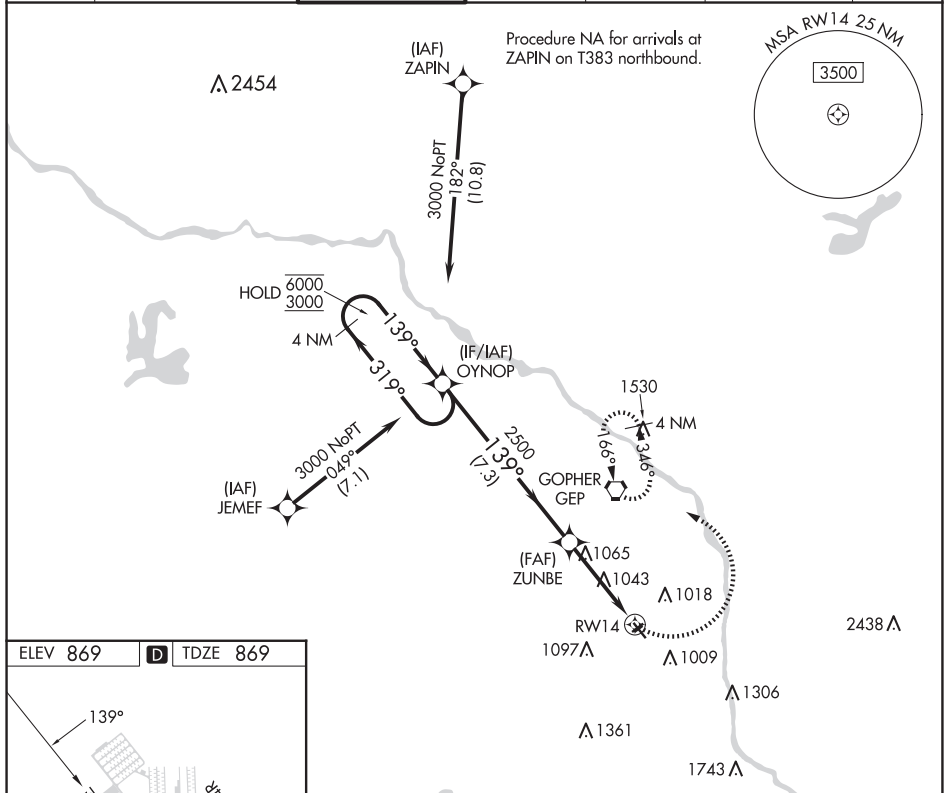 (IAF)
ZAPIN
Procedure NA for arrivals at
ZAPIN on T383 northbound.
MSA RW14 25 NM
3500
2454
3000 NoPT
182°
(10.8)
HOLD 6000
3000
4 NM
139°
319°
(IF/IAF)
OYNOP
3000 NoPT
049°
(7.1)
(IAF)
JEMEF
2500
139°
(7.3)
1530
4 NM
166°
346°
GOPHER
GEP
(FAF)
ZUNBE
1065
1043
1018
RW14
2438
1097
1009
1306
1361
1743
ELEV 869 D TDZE 869
139°